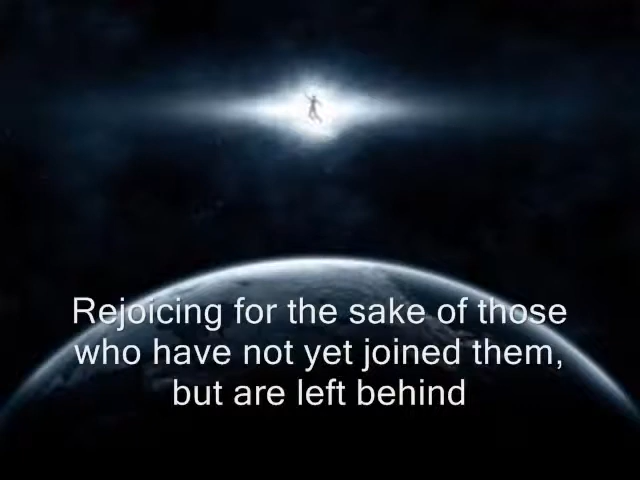 Rejoicing for the sake of those
who have not yet joined them,
but are left behind